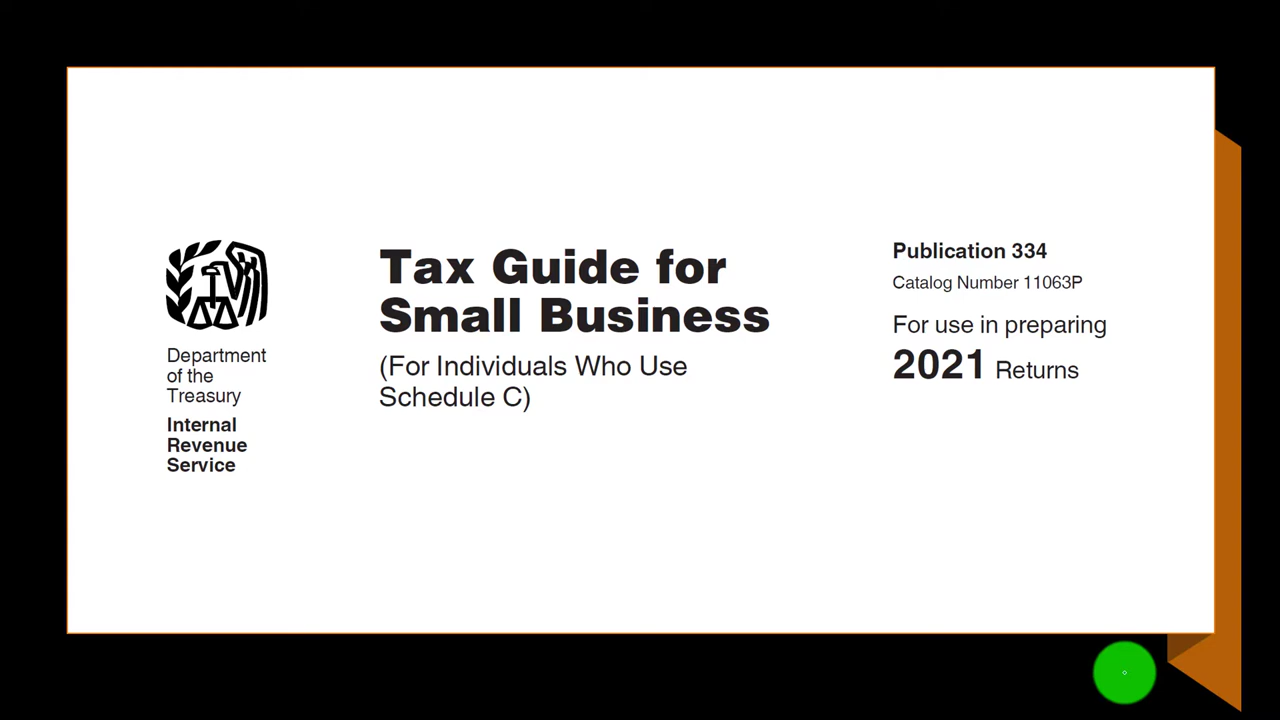 Department
of the
Treasury
Internal
Revenue
Service
Tax Guide for
Small Business
(For Individuals Who Use
Schedule C)
Publication 334
Catalog Number 11063P
For use in preparing
2021 Returns